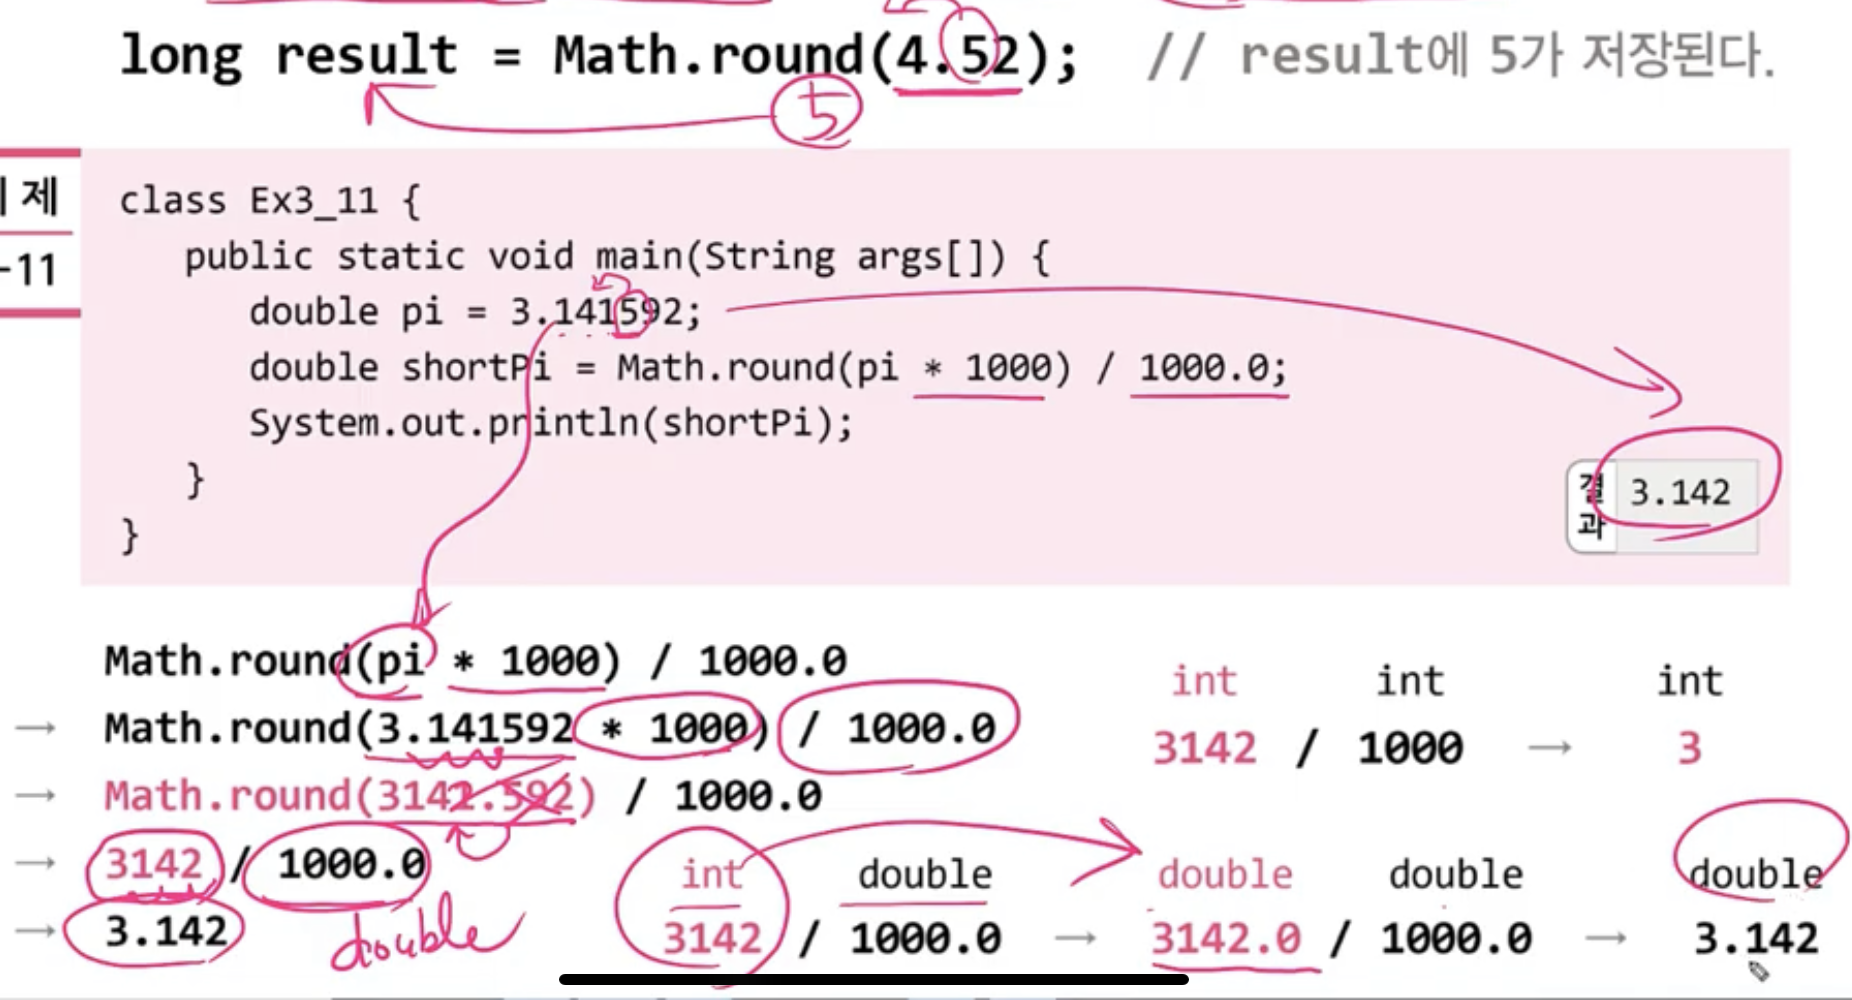 long result = Math.round(4.52); // result에 5가 저장된다.
5
제
-11
class Ex3_11 {
public static void main(String args[]) {
double pi = 3.141592;
double shortPi = Math.round(pi * 1000) / 1000.0;
System.out.println(shortPi);
}
}
결과
3.142
Math.round(pi * 1000) / 1000.0
→ Math.round(3.141592 * 1000) / 1000.0
→ Math.round(3142.592) / 1000.0
→ 3142 / 1000.0
→ 3.142
double
int int int
3142 / 1000 → 3
int double double double double
3142 / 1000.0 → 3142.0 / 1000.0 → 3.142